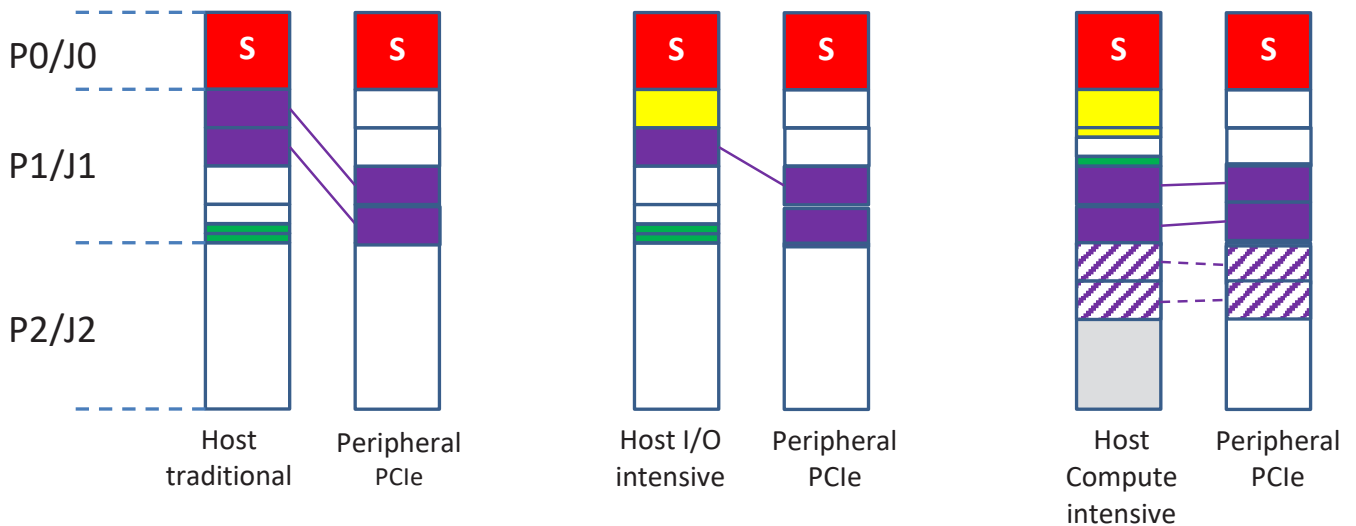 P0/J0
S
S
S
S
S
S
P1/J1
P2/J2
Host
traditional
Peripheral
PCIe
Host I/O
intensive
Peripheral
PCIe
Host
Compute
intensive
Peripheral
PCIe